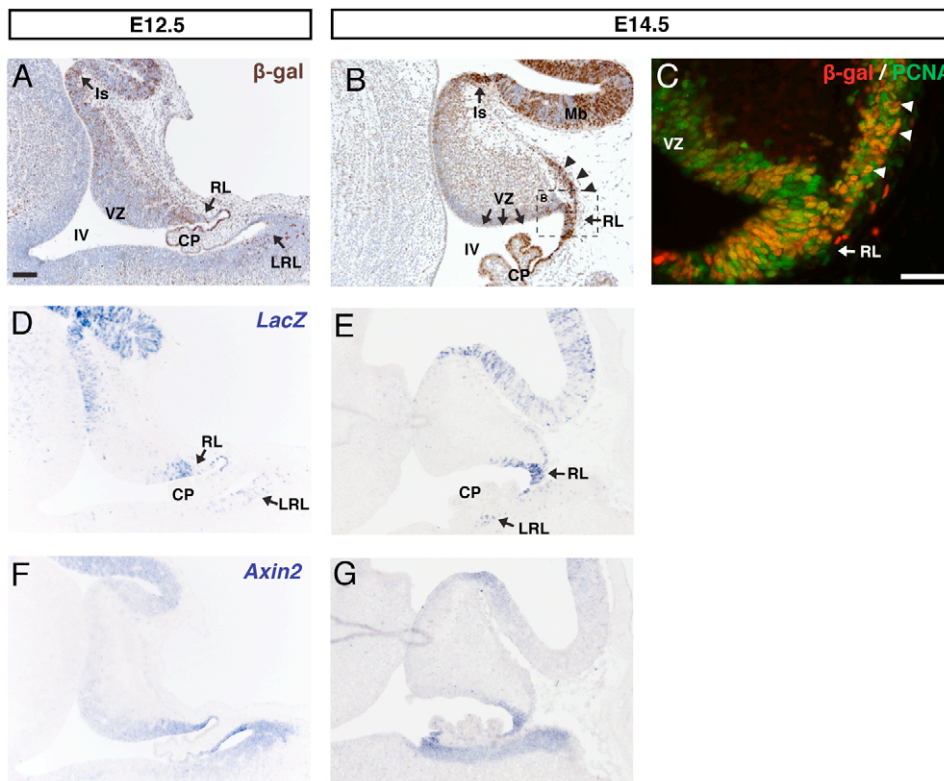 E12.5
E14.5
A
β-gal
Is
RL
VZ
IV
CP
LRL
B
Is
Mb
VZ
B
RL
IV
CP
C
β-gal / PCNA
VZ
RL
D
LacZ
RL
CP
LRL
E
RL
CP
LRL
F
Axin2
G